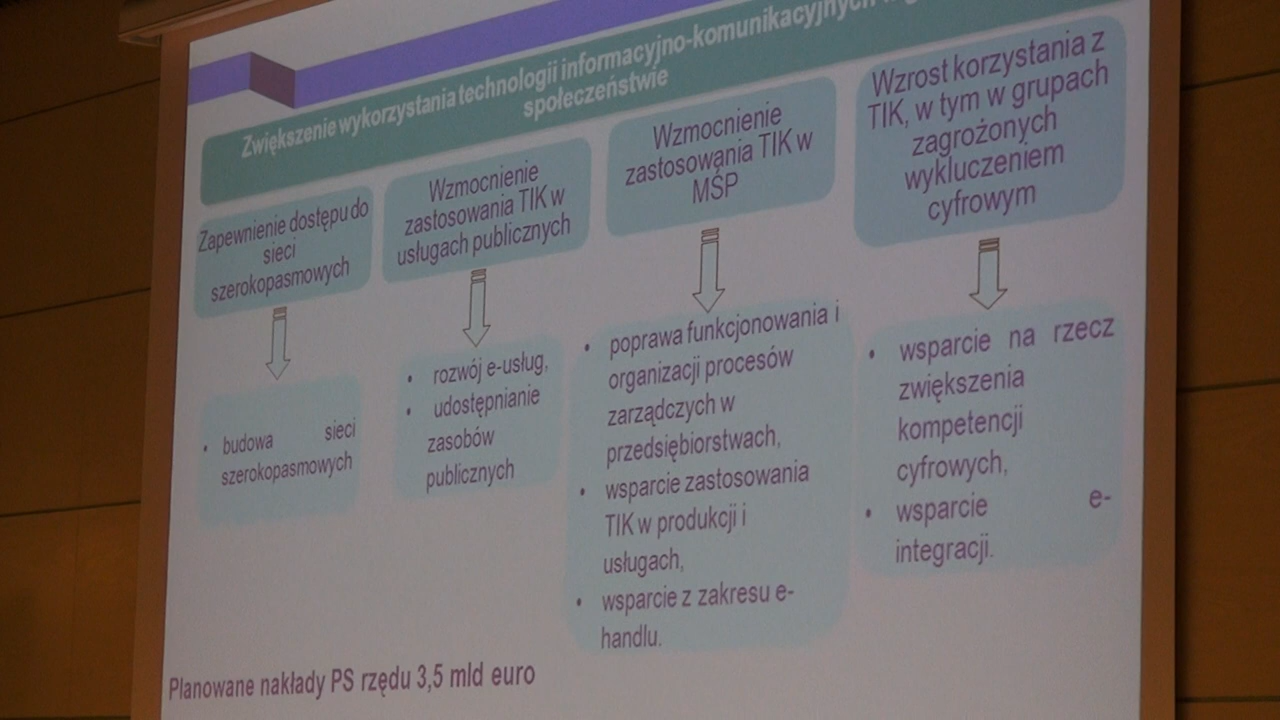 Zwiększenie wykorzystania technologii informacyjno-komunikacyjnych w
społeczeństwie
Zapewnienie dostępu do
sieci
szerokopasmowych
Wzmocnienie
zastosowania TIK w
usługach publicznych
Wzmocnienie
zastosowania TIK w
MŚP
Wzrost korzystania z
TIK, w tym w grupach
zagrożonych
wykluczeniem
cyfrowym
• budowa sieci
szerokopasmowych
• rozwój e-usług,
• udostępnianie
zasobów
publicznych
• poprawa funkcjonowania i
organizacji procesów
zarządczych w
przedsiębiorstwach,
• wsparcie zastosowania
TIK w produkcji i
usługach,
• wsparcie z zakresu e-
handlu.
• wsparcie na rzecz
zwiększenia
kompetencji
cyfrowych,
• wsparcie e-
integracji.
Planowane nakłady PS rzędu 3,5 mld euro